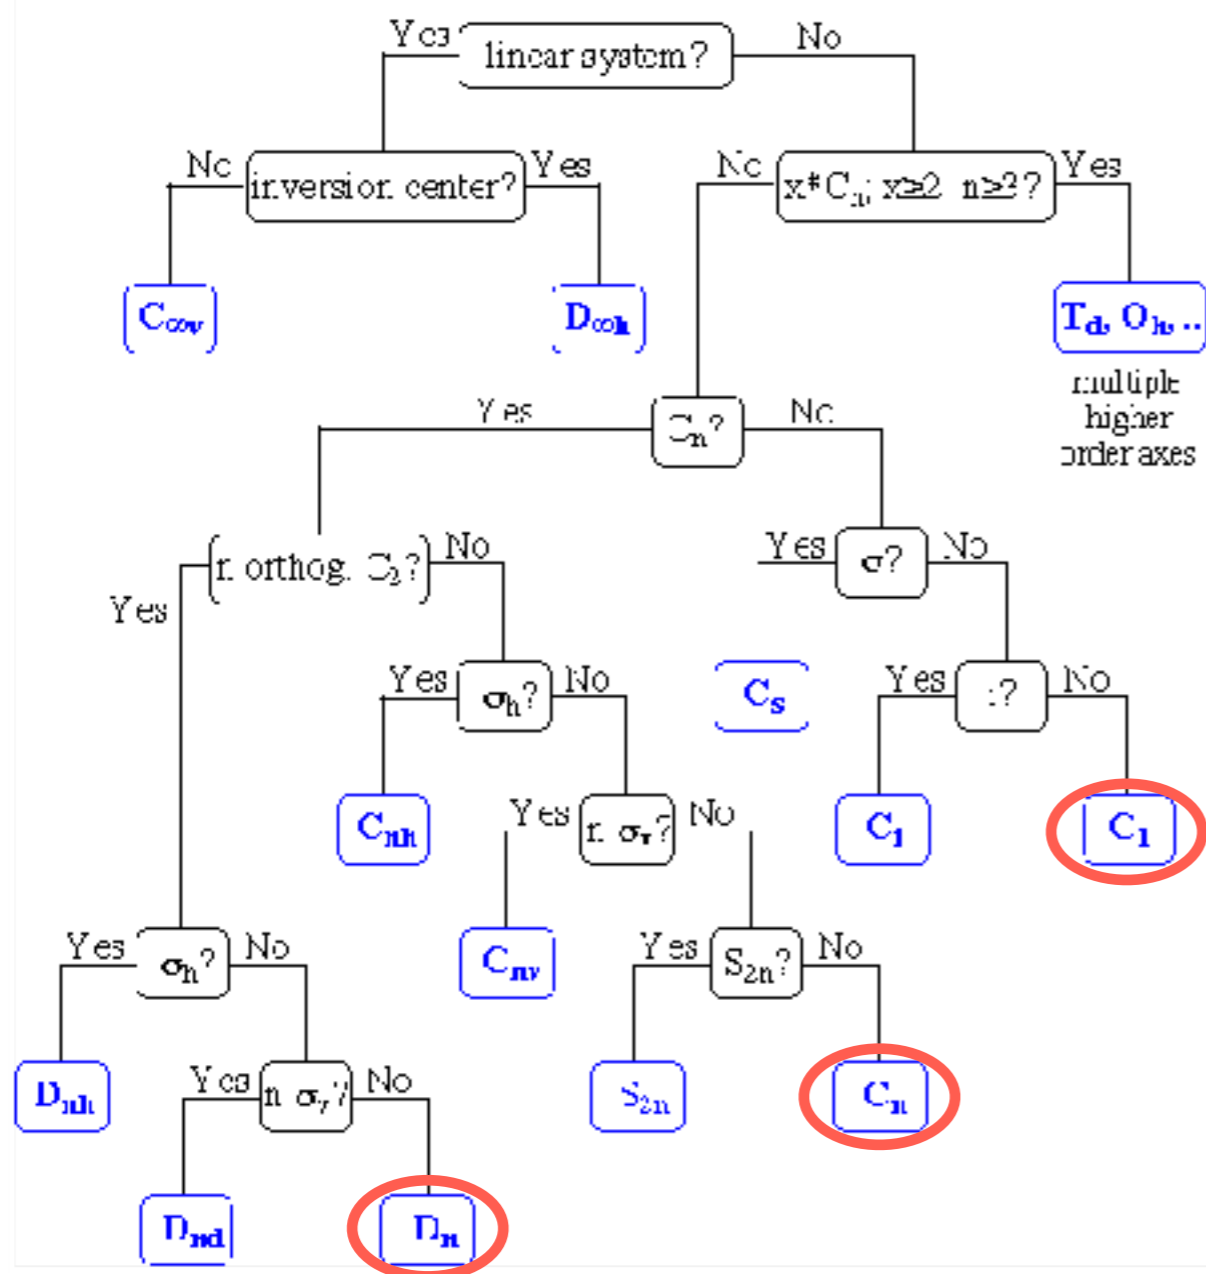 Yes
linear system?
No
No
inversion center?
Yes
No
x*Cₙ; x≥2 n≥??
Yes
C∞v
D∞h
Td, Oh, ..
multiple
higher
order axes
Yes
Cn?
No
n orthog. C2?
No
Yes
σ?
No
Yes
Yes
σh?
No
Cs
Yes
:?
No
Cnh
Yes
n σv?
No
C1
Yes
σh?
No
Cnv
Yes
S2n?
No
Dnh
Yes
n σv?
No
S2n
Cn
Dnd
Dn